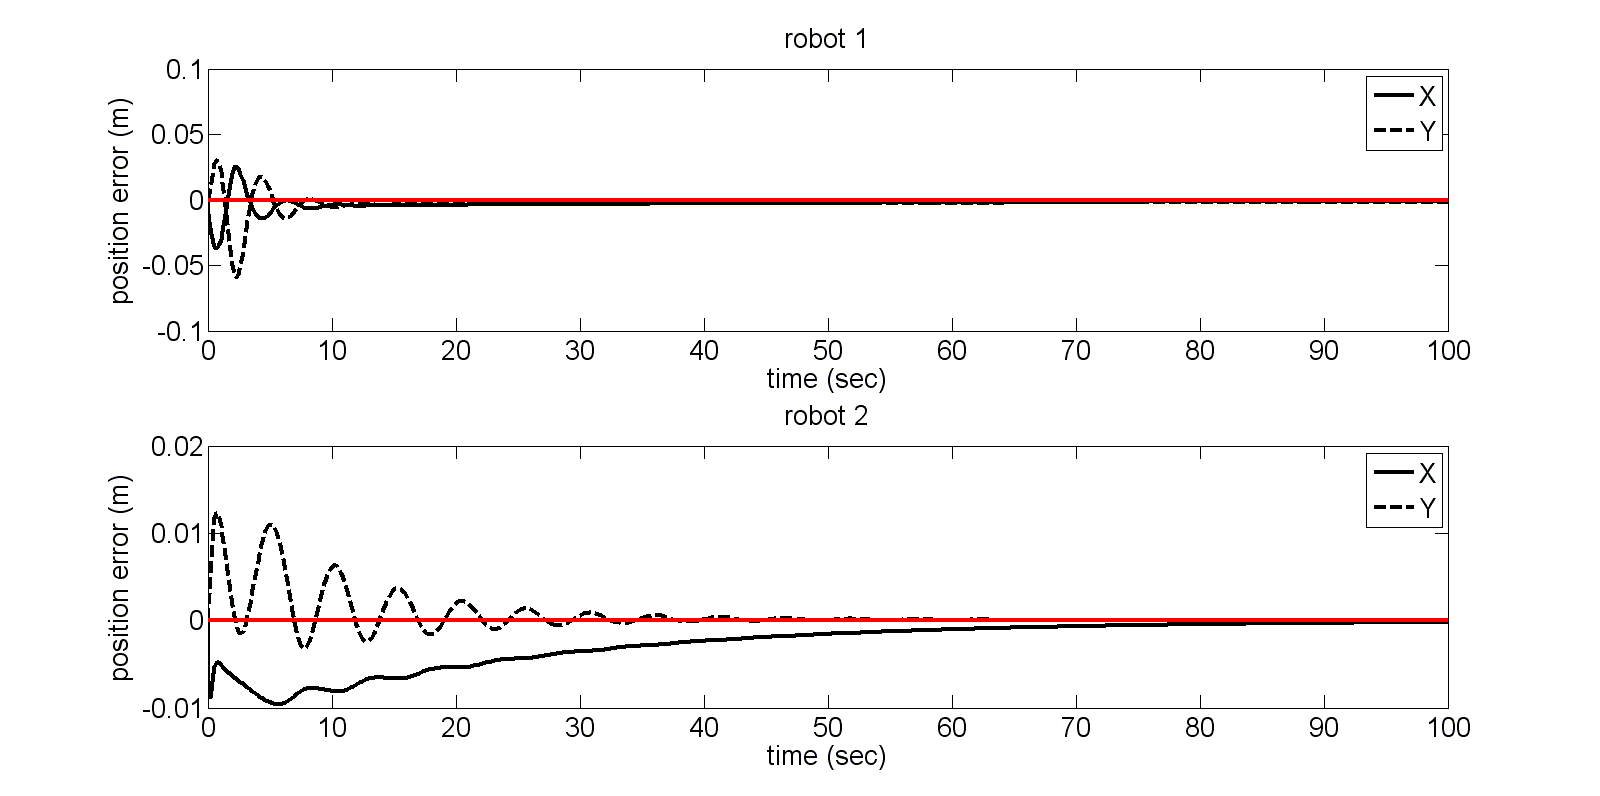 robot 1
0.1
0.05
0
-0.05
-0.1
position error (m)
X
Y
0 10 20 30 40 50 60 70 80 90 100
time (sec)
robot 2
0.02
0.01
0
-0.01
position error (m)
X
Y
0 10 20 30 40 50 60 70 80 90 100
time (sec)